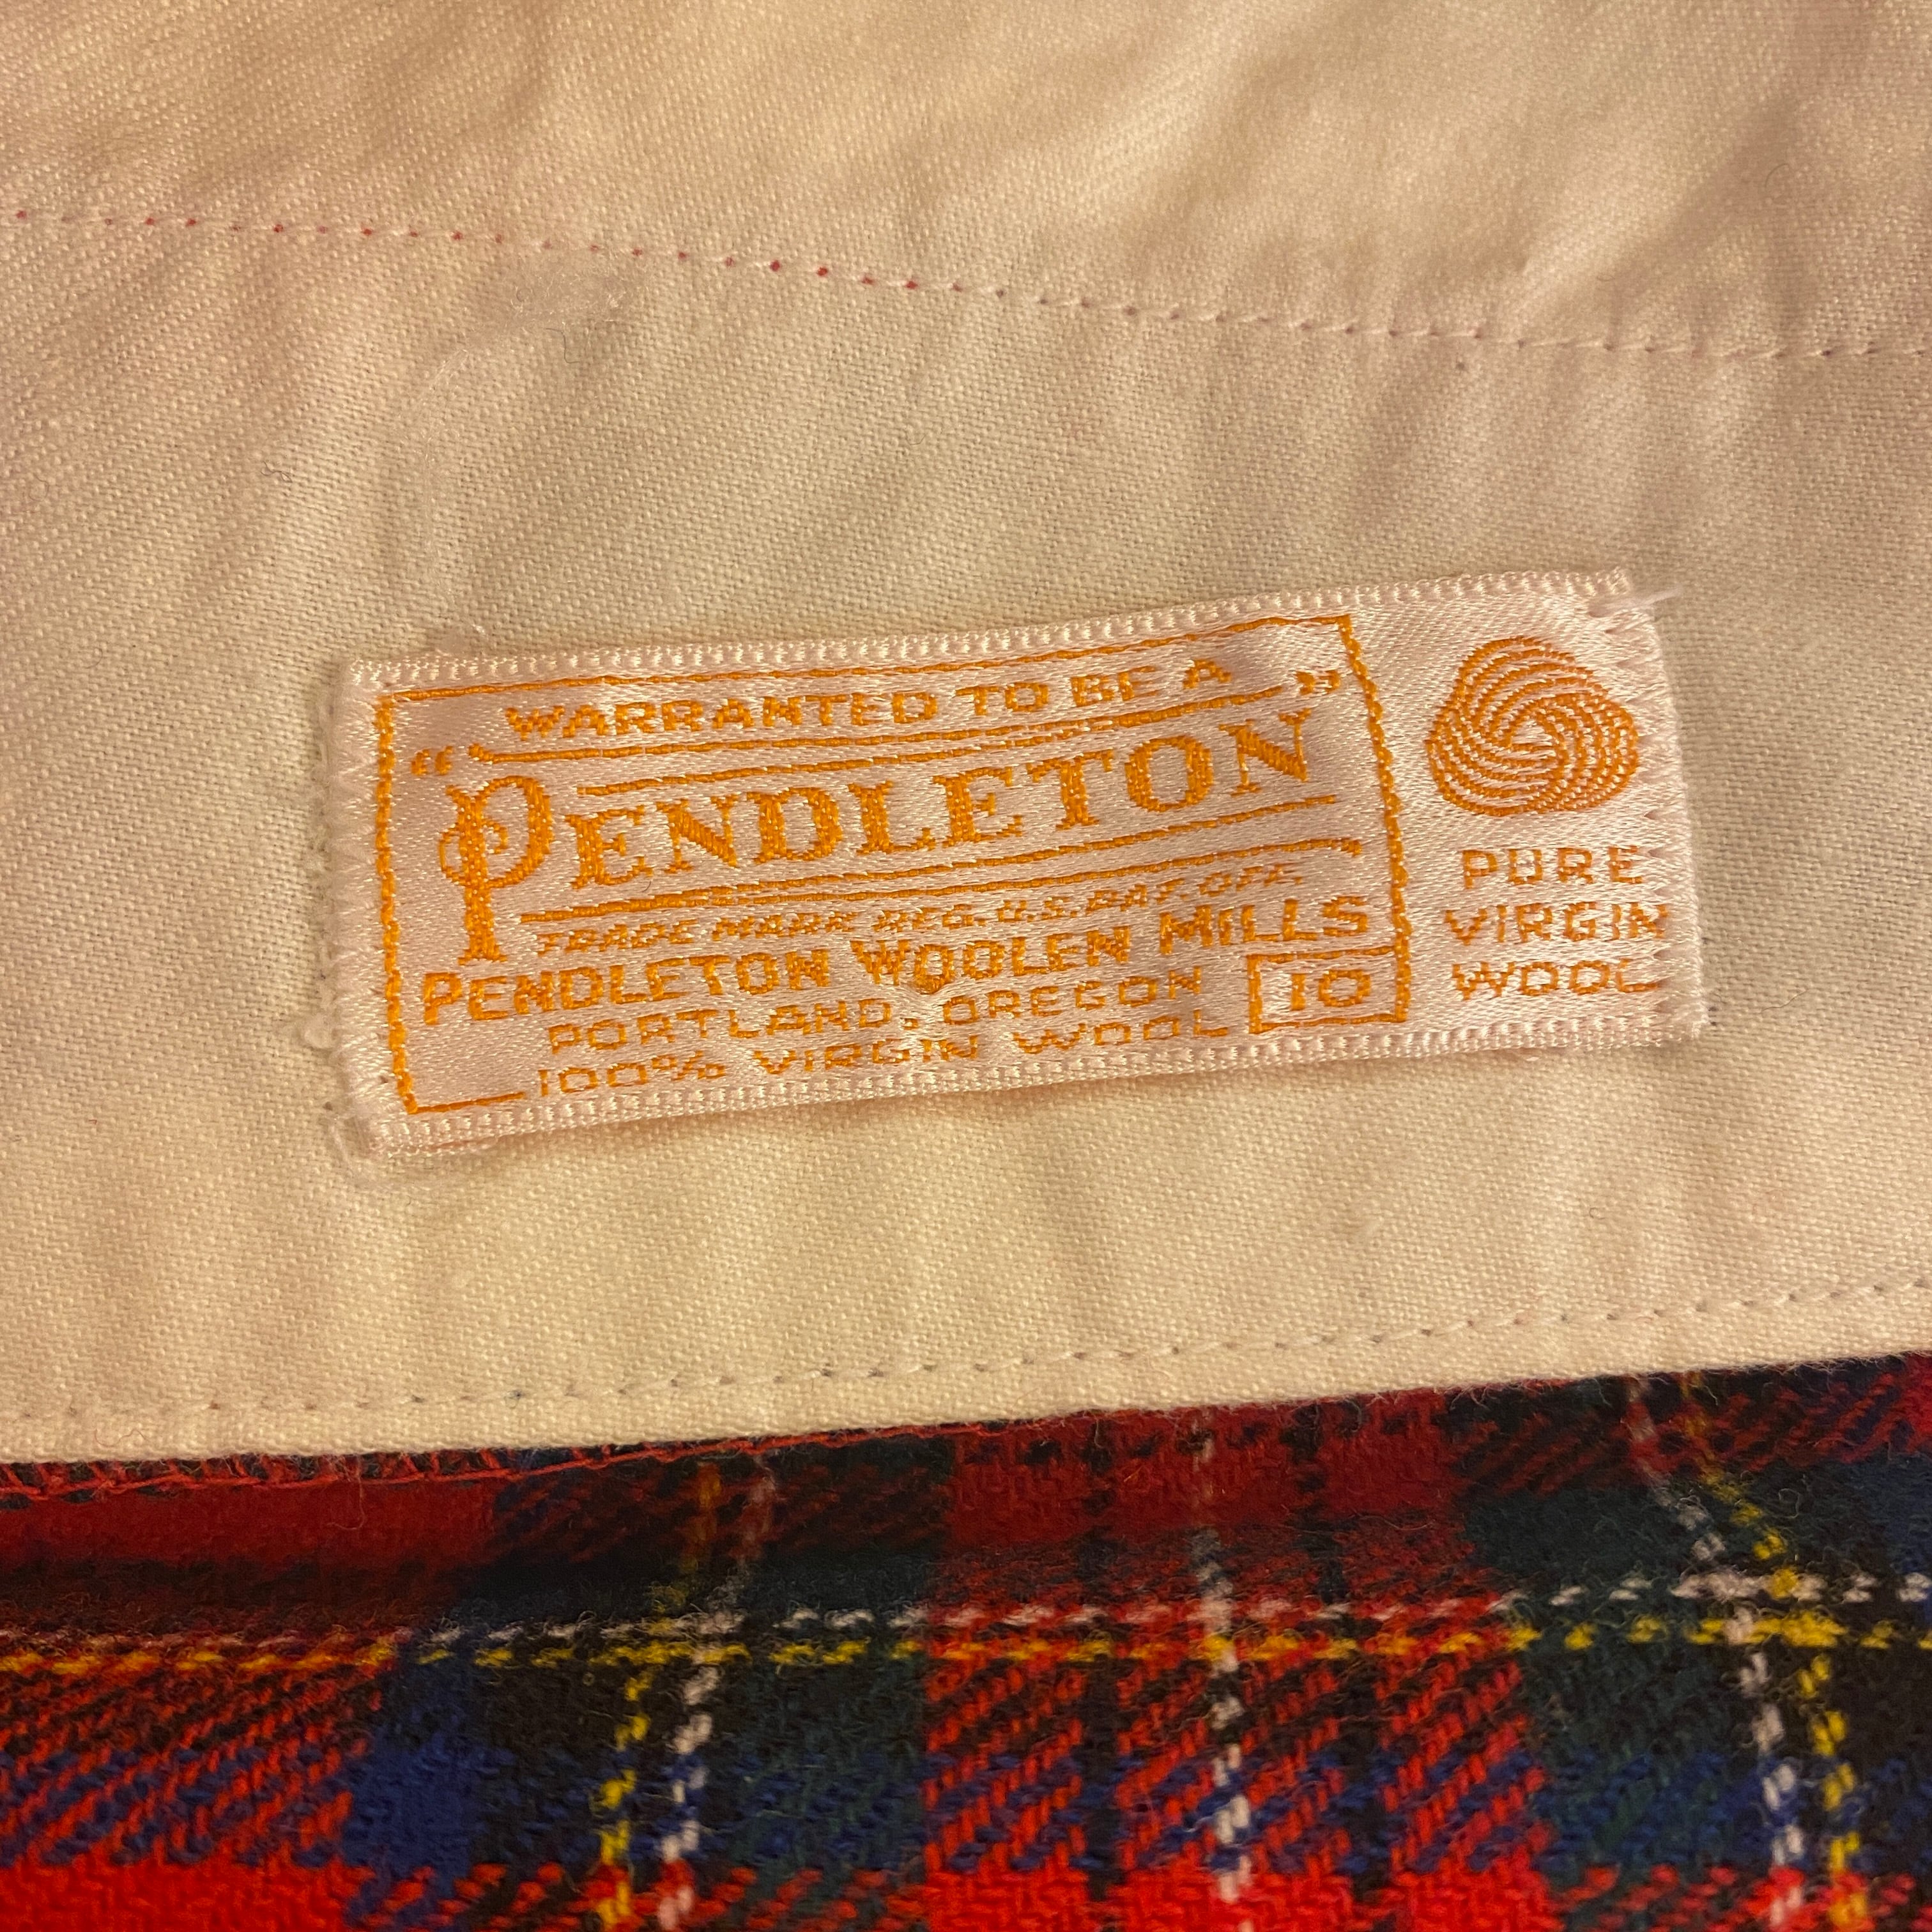 WARRANTED TO BE A
"PENDLETON"
TRADE MARK REG. U.S. PAT. OFF.
PENDLETON WOOLEN MILLS
PORTLAND, OREGON
100% VIRGIN WOOL
10
PURE
VIRGIN
WOOL